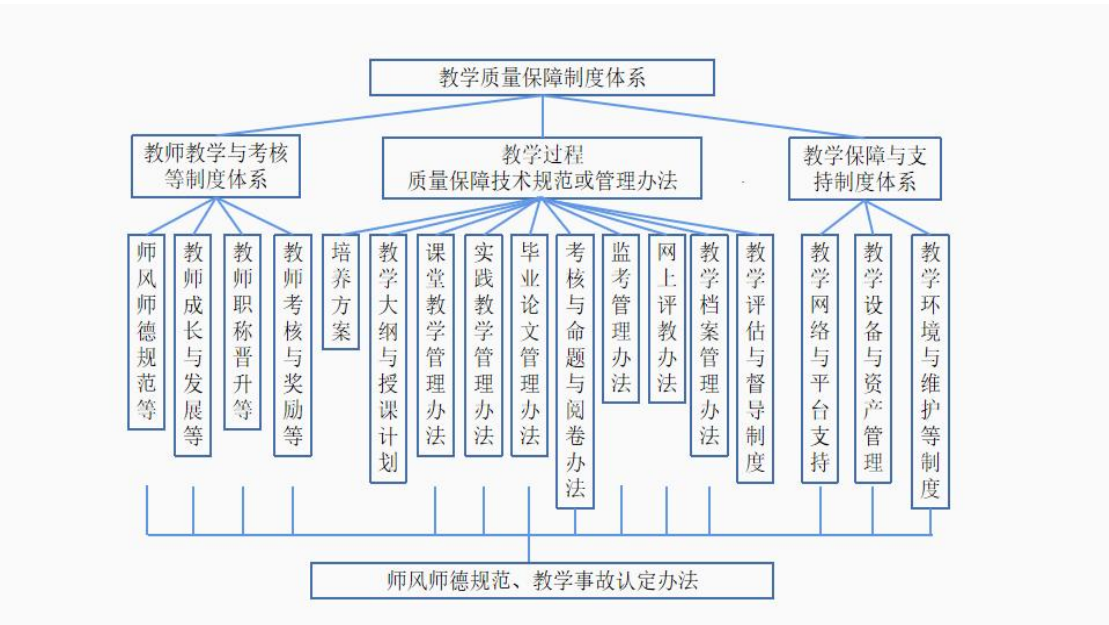 教学质量保障制度体系
教师教学与考核
等制度体系
教学过程
质量保障技术规范或管理办法
教学保障与支
持制度体系
师风师德规范等
教师成长与发展等
教师职称晋升等
教师考核与奖励等
培养方案
教学大纲与授课计划
课堂教学管理办法
实践教学管理办法
毕业论文管理办法
考核与命题与阅卷办法
监考管理办法
网上评教办法
教学档案管理办法
教学评估与督导制度
教学网络与平台支持
教学设备与资产管理
教学环境与维护等制度
师风师德规范、教学事故认定办法